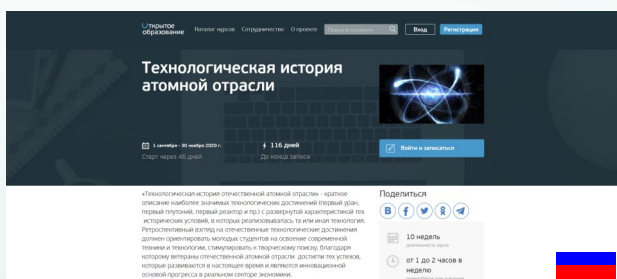 Открытое
образование
Каталог курсов Сотрудничество О проекте
Вход
Регистрация
Технологическая история
атомной отрасли
1 сентября - 30 ноября 2020 г.
Старт через 46 дней
116 дней
До конца записи
Войти и записаться
«Технологическая история отечественной атомной отрасли» - краткое
описание наиболее значимых технологических достижений (первый уран,
первый плутоний, первый реактор и пр.) с развернутой характеристикой тех
исторических условий, в которых реализовывалась та или иная технология.
Ретроспективный взгляд на отечественные технологические достижения
должен ориентировать молодых студентов на освоение современной
техники и технологии, стимулировать к творческому поиску, благодаря
которому ветераны отечественной атомной отрасли достигли тех успехов,
которые развиваются в настоящее время и являются инновационной
основой прогресса в реальном секторе экономики.
Поделиться
10 недель
длительность курса
от 1 до 2 часов в
неделю